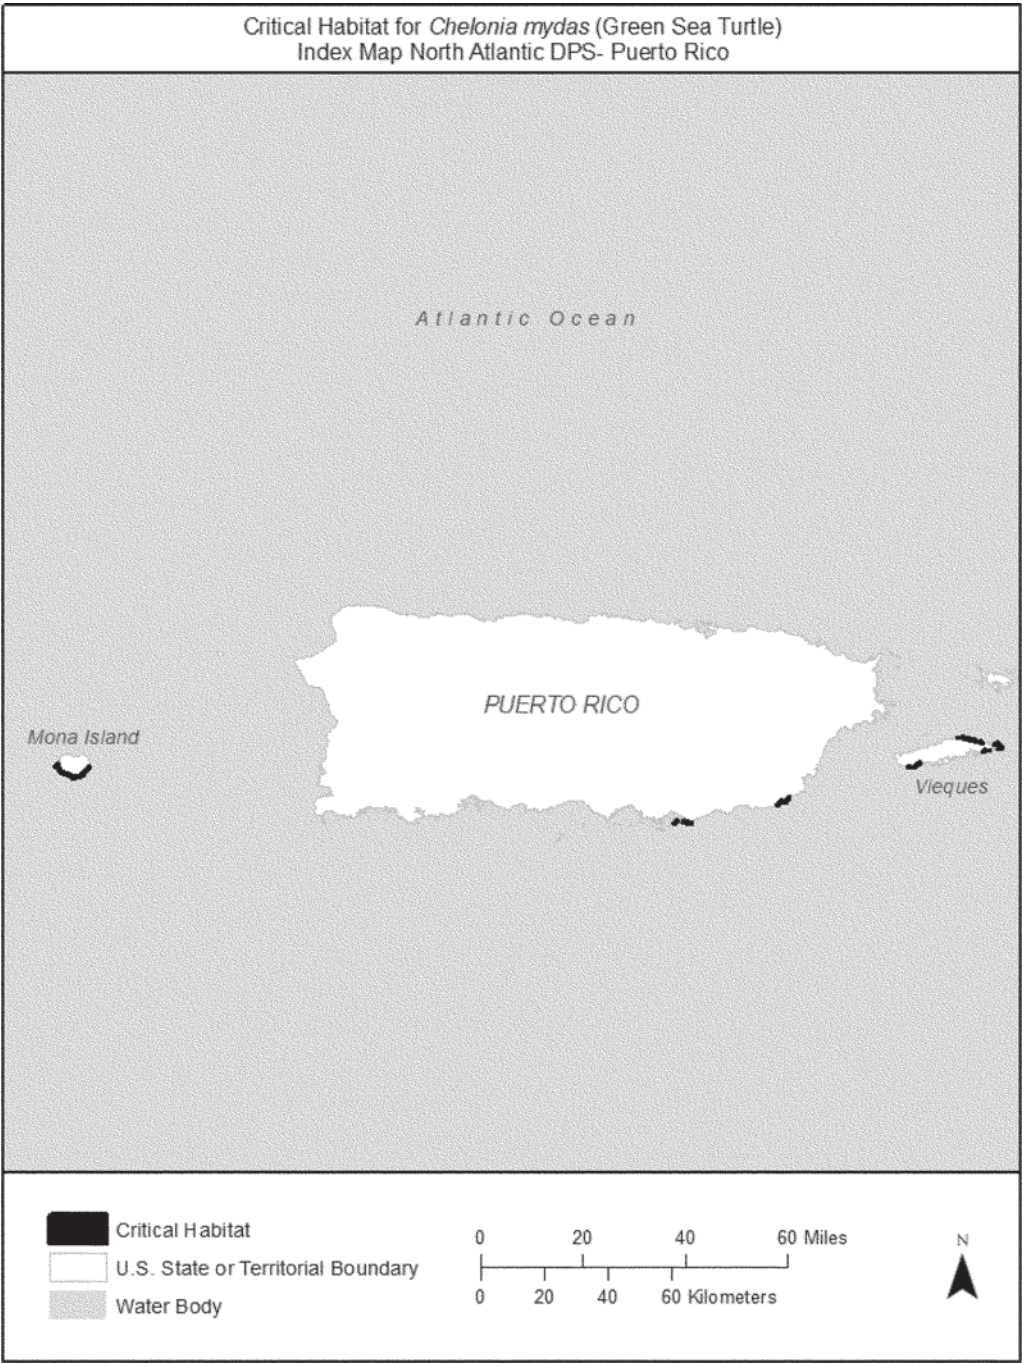 Critical Habitat for Chelonia mydas (Green Sea Turtle)
Index Map North Atlantic DPS- Puerto Rico
Atlantic Ocean
PUERTO RICO
Mona Island
Vieques
Critical Habitat
U.S. State or Territorial Boundary
Water Body
0 20 40 60 Miles
0 20 40 60 Kilometers
N